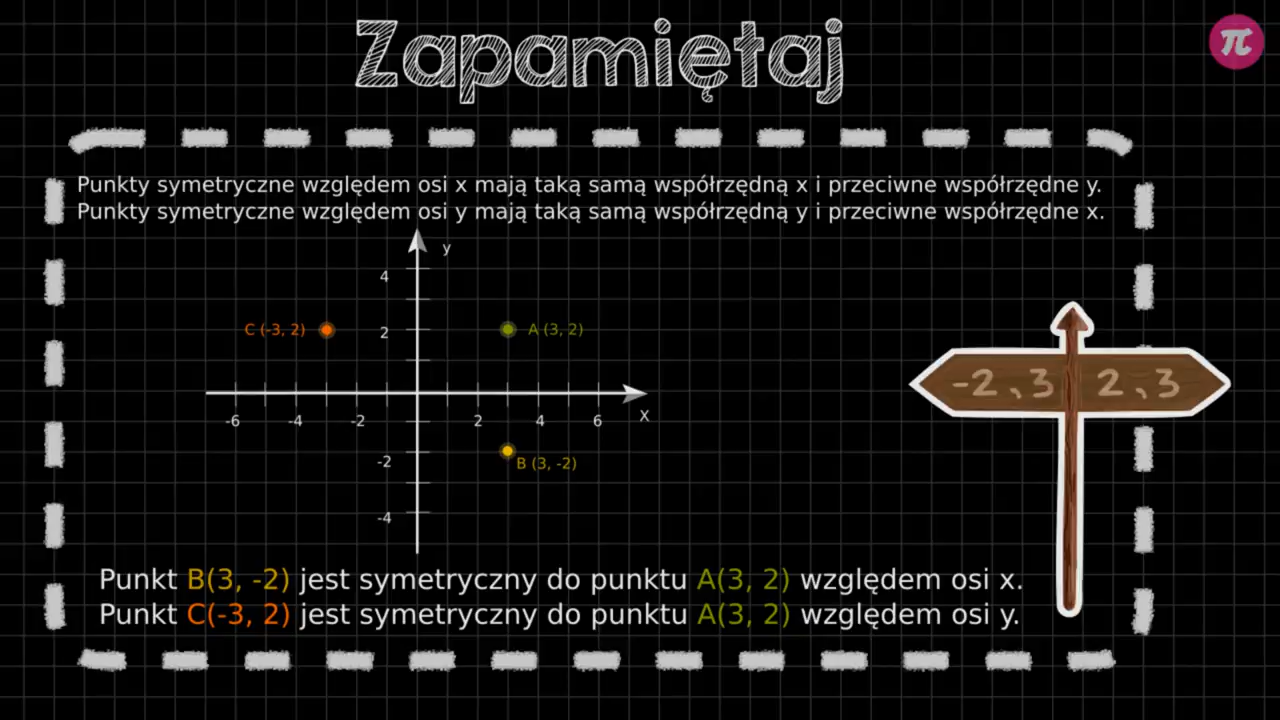 Zapamiętaj
π
Punkty symetryczne względem osi x mają taką samą współrzędną x i przeciwne współrzędne y.
Punkty symetryczne względem osi y mają taką samą współrzędną y i przeciwne współrzędne x.
y
4
C (-3, 2)
2
A (3, 2)
-6 -4 -2 2 4 6 X
-2
B (3, -2)
-4
-2,3 2,3
Punkt B(3, -2) jest symetryczny do punktu A(3, 2) względem osi x.
Punkt C(-3, 2) jest symetryczny do punktu A(3, 2) względem osi y.